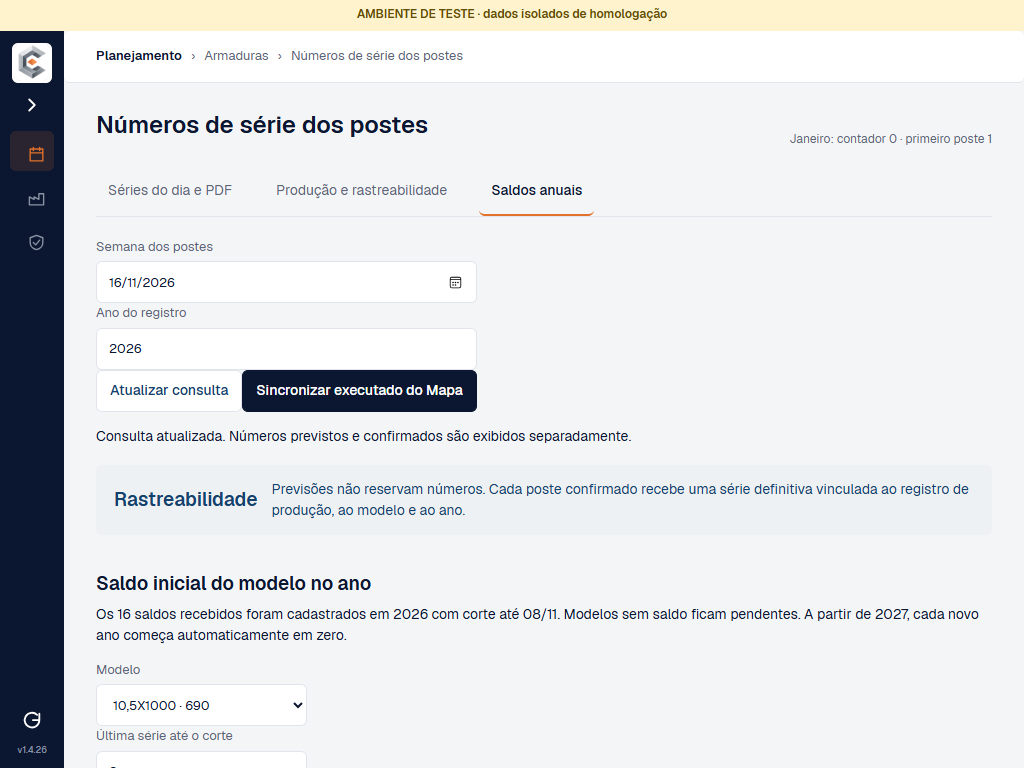 AMBIENTE DE TESTE · dados isolados de homologação
Planejamento › Armaduras › Números de série dos postes
Números de série dos postes
Janeiro: contador 0 · primeiro poste 1
Séries do dia e PDF
Produção e rastreabilidade
Saldos anuais
Semana dos postes
16/11/2026
Ano do registro
2026
Atualizar consulta
Sincronizar executado do Mapa
Consulta atualizada. Números previstos e confirmados são exibidos separadamente.
Rastreabilidade
Previsões não reservam números. Cada poste confirmado recebe uma série definitiva vinculada ao registro de
produção, ao modelo e ao ano.
Saldo inicial do modelo no ano
Os 16 saldos recebidos foram cadastrados em 2026 com corte até 08/11. Modelos sem saldo ficam pendentes. A partir de 2027, cada novo
ano começa automaticamente em zero.
Modelo
10,5X1000 · 690
Última série até o corte
v1.4.26